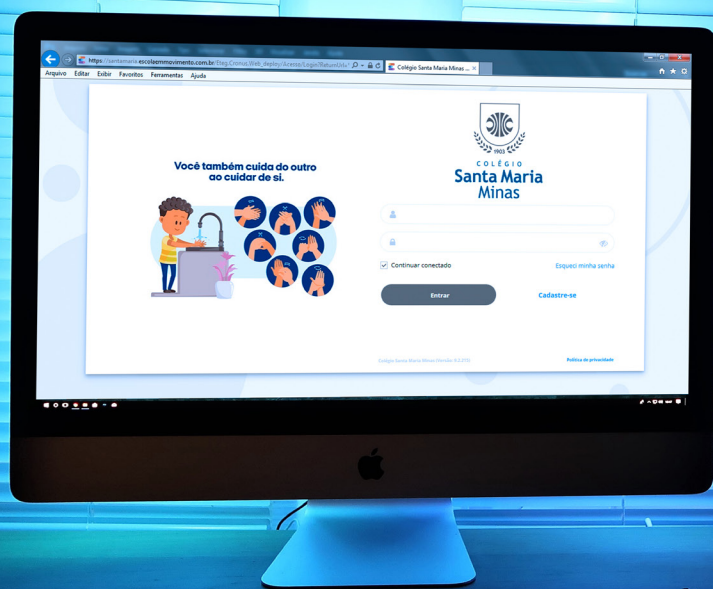 https://santamaria.escolaemmovimento.com.br/
Colégio Santa Maria Minas ...
Arquivo Editar Exibir Favoritos Ferramentas Ajuda
Você também cuida do outro
ao cuidar de si.
1903
COLÉGIO
Santa Maria
Minas
Continuar conectado
Esqueci minha senha
Entrar
Cadastre-se
Política de privacidade